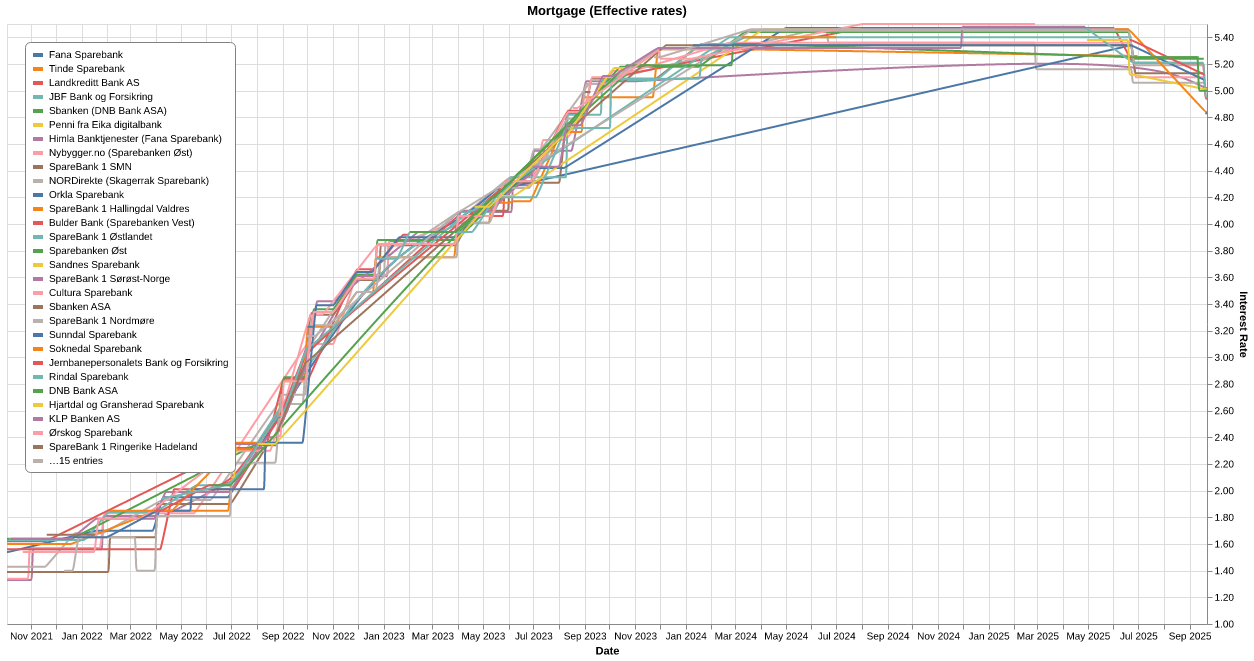 Mortgage (Effective rates)
Fana Sparebank
Tinde Sparebank
Landkreditt Bank AS
JBF Bank og Forsikring
Sbanken (DNB Bank ASA)
Penni fra Eika digitalbank
Himla Banktjenester (Fana Sparebank)
Nybygger.no (Sparebanken Øst)
SpareBank 1 SMN
NORDirekte (Skagerrak Sparebank)
Orkla Sparebank
SpareBank 1 Hallingdal Valdres
Bulder Bank (Sparebanken Vest)
SpareBank 1 Østlandet
Sparebanken Øst
Sandnes Sparebank
SpareBank 1 Sørøst-Norge
Cultura Sparebank
Sbanken ASA
SpareBank 1 Nordmøre
Sunndal Sparebank
Soknedal Sparebank
Jernbanepersonalets Bank og Forsikring
Rindal Sparebank
DNB Bank ASA
Hjartdal og Gransherad Sparebank
KLP Banken AS
Ørskog Sparebank
SpareBank 1 Ringerike Hadeland
…15 entries
5.40
5.20
5.00
4.80
4.60
4.40
4.20
4.00
3.80
3.60
3.40
3.20
3.00
2.80
2.60
2.40
2.20
2.00
1.80
1.60
1.40
1.20
1.00
Interest Rate
Nov 2021 Jan 2022 Mar 2022 May 2022 Jul 2022 Sep 2022 Nov 2022 Jan 2023 Mar 2023 May 2023 Jul 2023 Sep 2023 Nov 2023 Jan 2024 Mar 2024 May 2024 Jul 2024 Sep 2024 Nov 2024 Jan 2025 Mar 2025 May 2025 Jul 2025 Sep 2025
Date